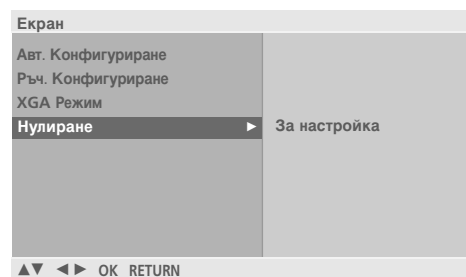 Екран
Авт. Конфигуриране
Ръч. Конфигуриране
XGA Режим
Нулиране ► За настройка
▲▼ ◄► OK RETURN